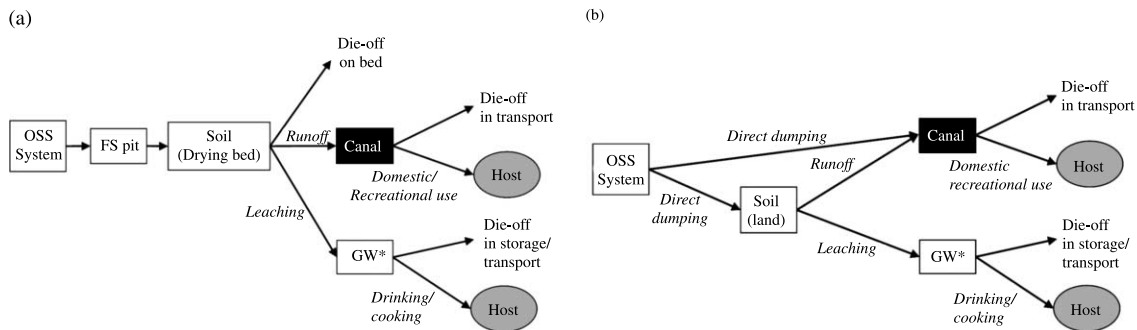 (a)
Die-off
on bed
Die-off
in transport
OSS
System
FS pit
Soil
(Drying bed)
Runoff
Canal
Host
Domestic/
Recreational use
Leaching
GW*
Die-off
in storage/
transport
Drinking/
cooking
Host
(b)
Die-off
in transport
Direct dumping
Canal
OSS
System
Runoff
Domestic
recreational use
Host
Direct
dumping
Soil
(land)
Leaching
GW*
Die-off
in storage/
transport
Drinking/
cooking
Host